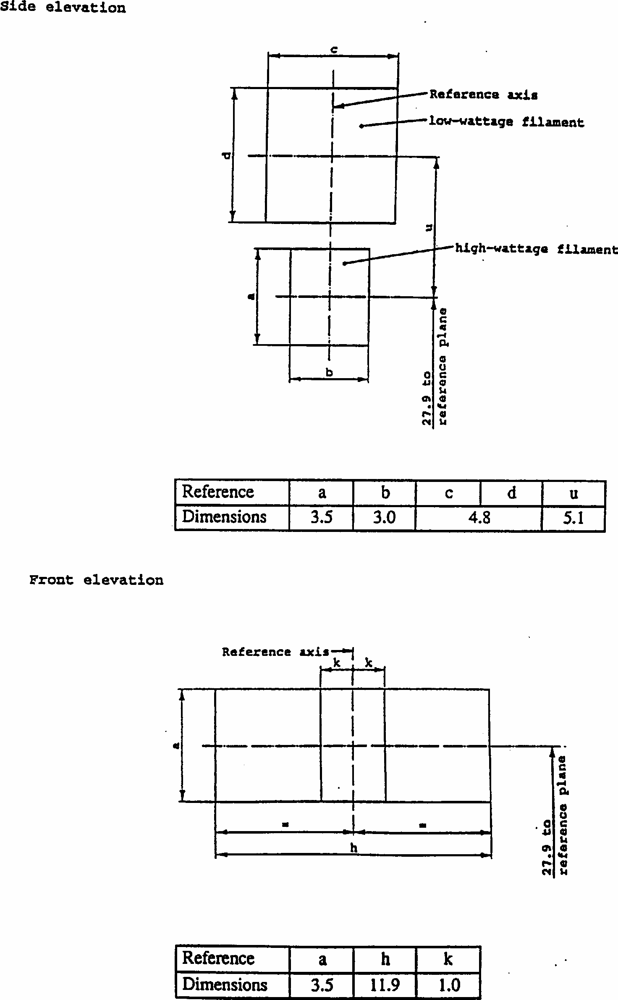 Side elevation
c
Reference axis
low-wattage filament
d
u
high-wattage filament
a
b
27.9 to
reference plane
Reference a b c d u
Dimensions 3.5 3.0 4.8 5.1
Front elevation
Reference axis
k k
a
= =
h
27.9 to
reference plane
Reference a h k
Dimensions 3.5 11.9 1.0